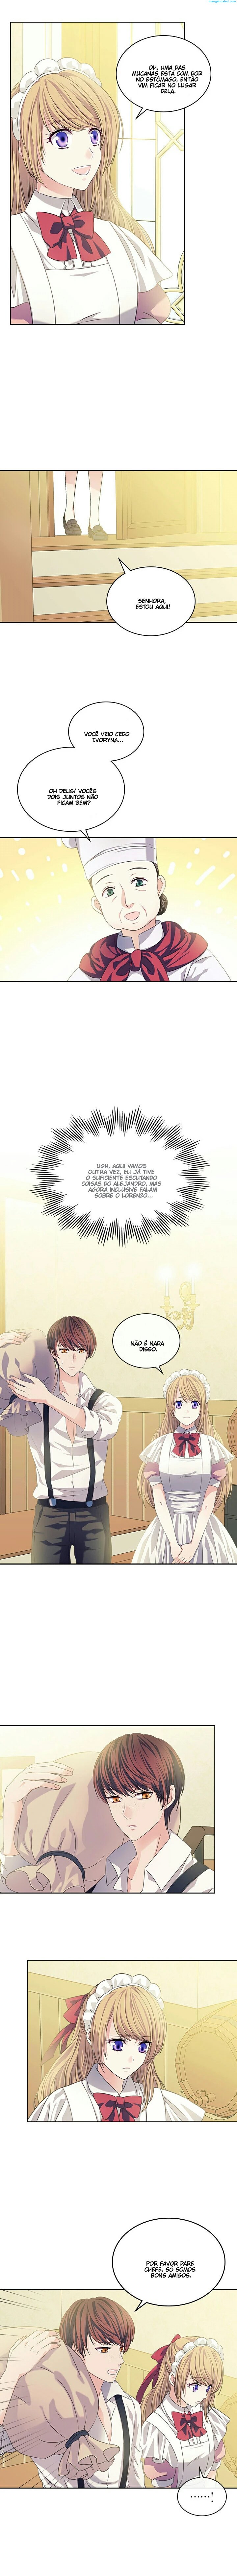 OH, UMA DAS
MUCANAS ESTÁ COM DOR
NO ESTÔMAGO, ENTÃO
VIM FICAR NO LUGAR
DELA.
SENHORA,
ESTOU AQUI!
VOCÊ VEIO CEDO
IVORYNA...
OH DEUS! VOCÊS
DOIS JUNTOS NÃO
FICAM BEM?
UGH, AQUI VAMOS
OUTRA VEZ, EU JÁ TIVE
O SUFICIENTE ESCUTANDO
COISAS DO ALEJANDRO, MAS
AGORA INCLUSIVE FALAM
SOBRE O LORENZO...
NÃO É NADA
DISSO.
POR FAVOR PARE
CHEFE, SÓ SOMOS
BONS AMIGOS.
......!